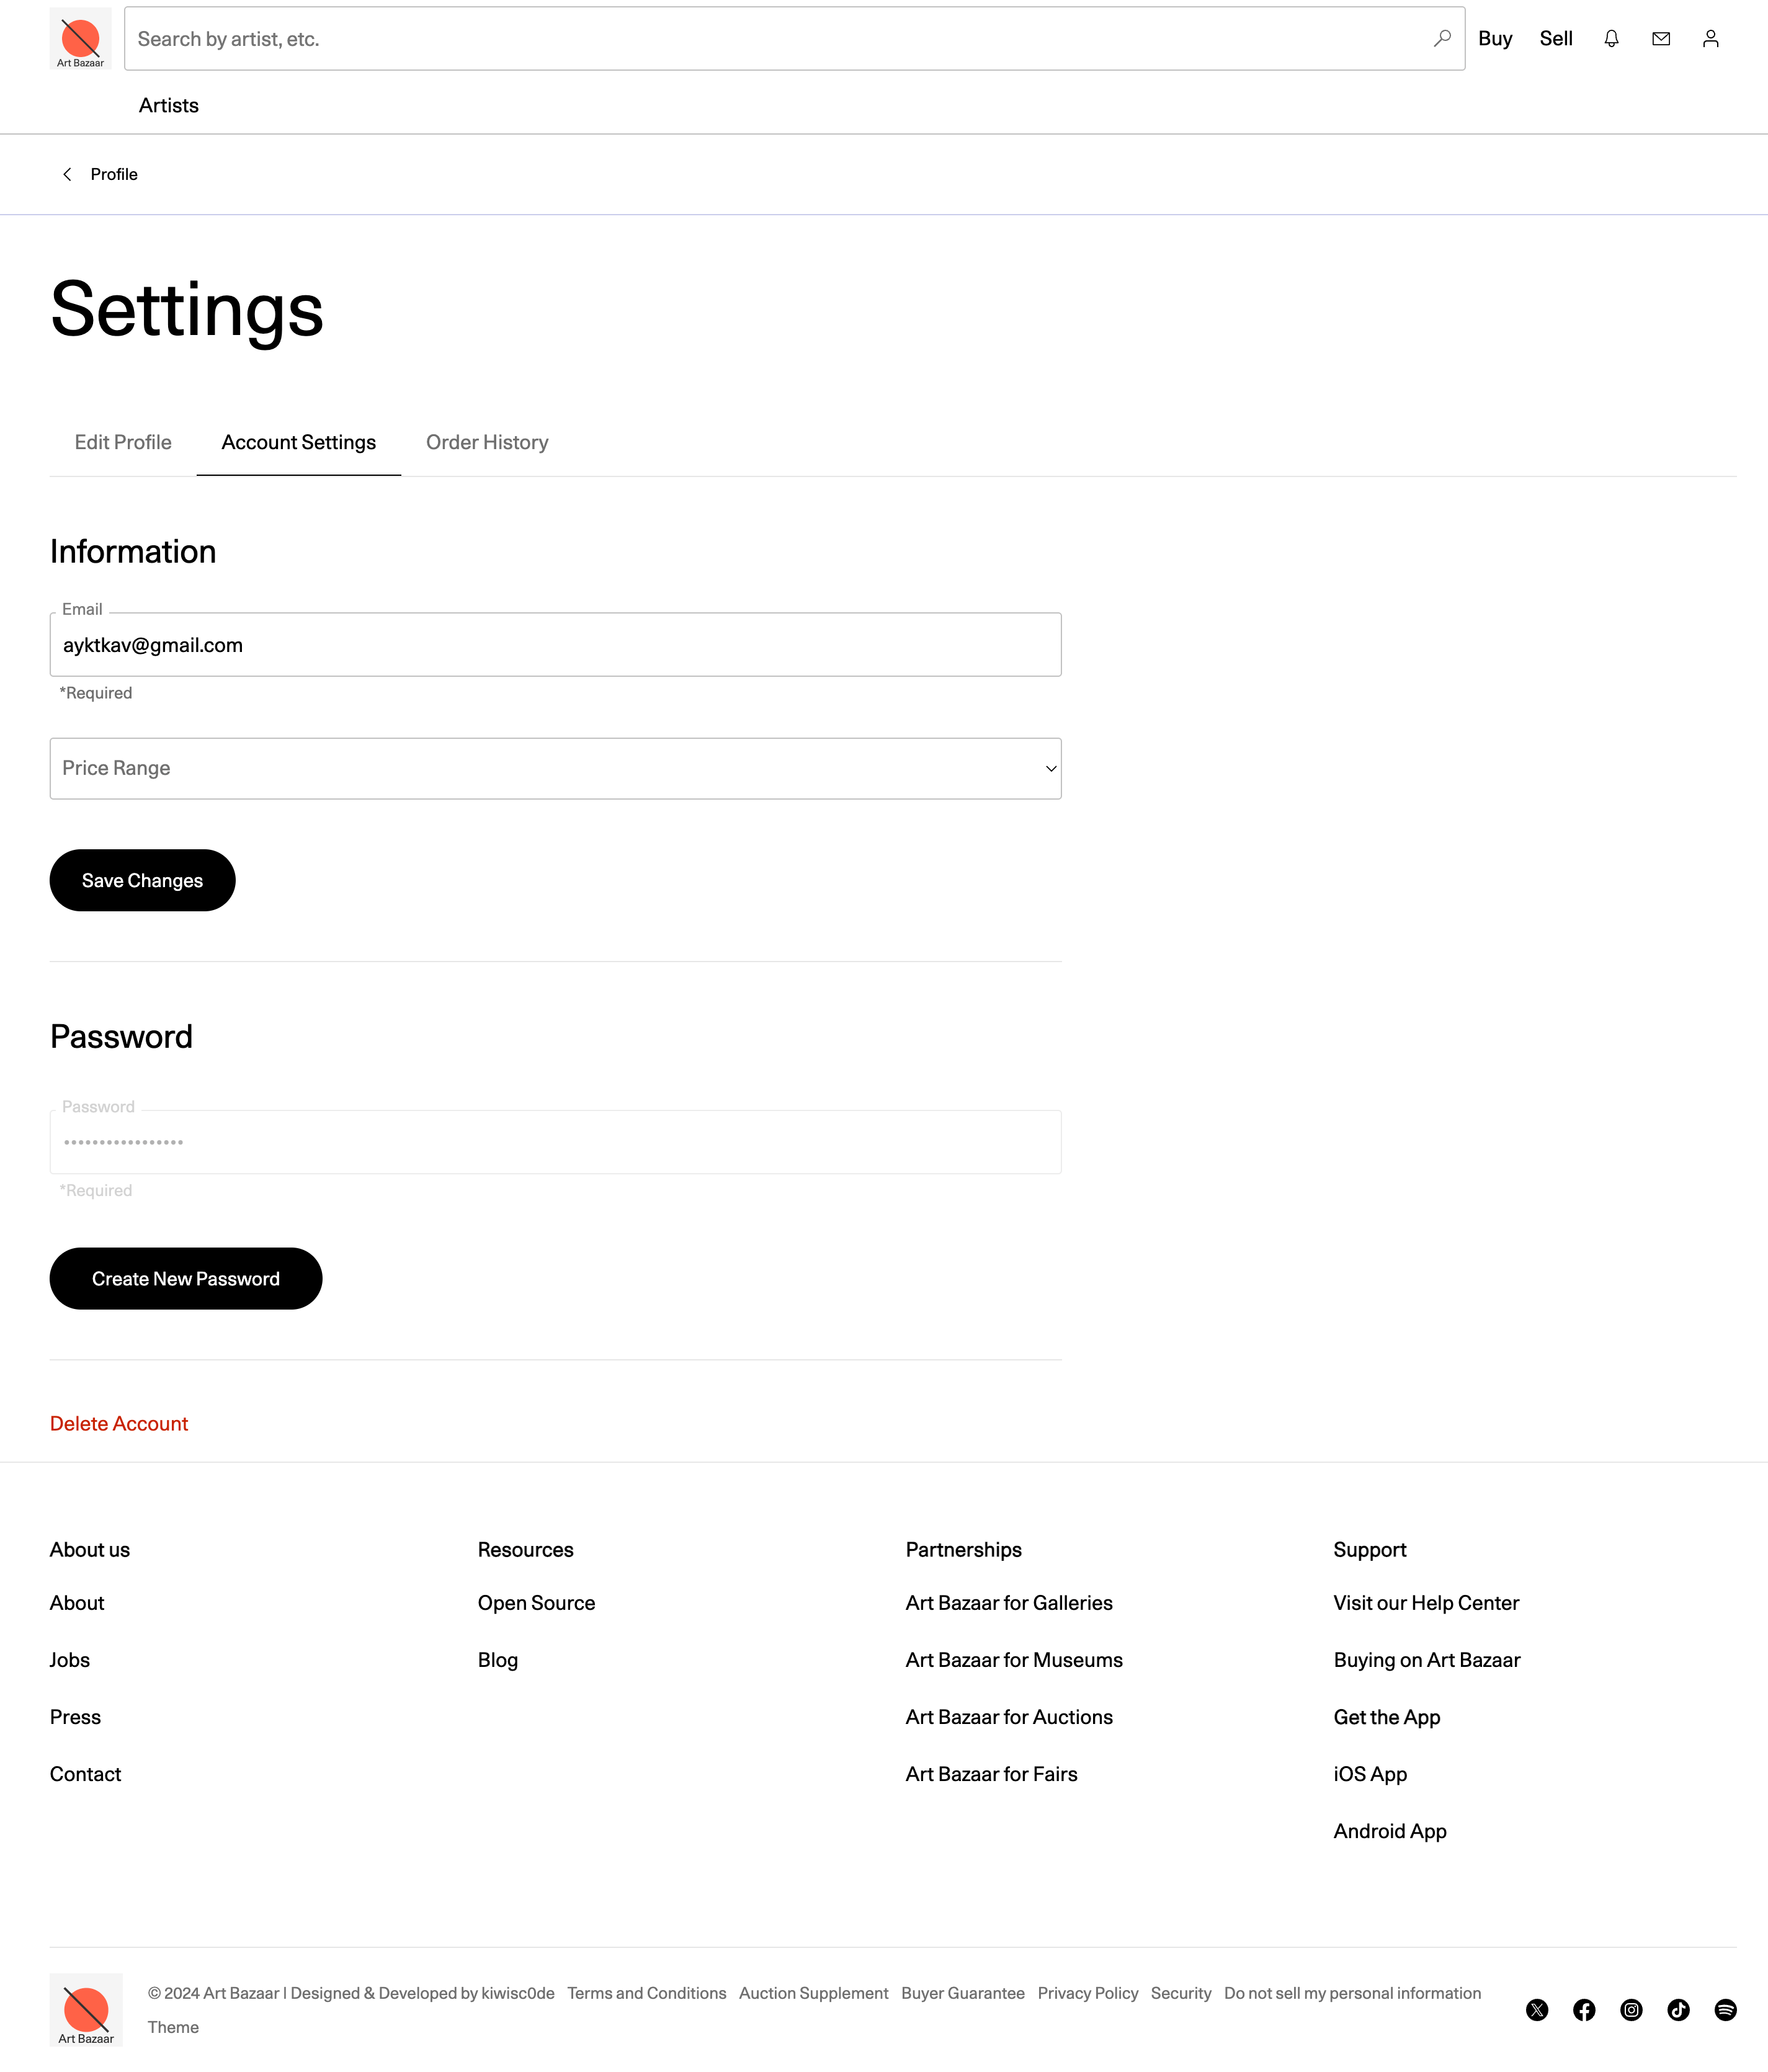 Art Bazaar
Search by artist, etc.
Buy
Sell
Artists
Profile
Settings
Edit Profile
Account Settings
Order History
Information
Email
ayktkav@gmail.com
*Required
Price Range
Save Changes
Password
Password
•••••••••••••••••
*Required
Create New Password
Delete Account
About us
About
Jobs
Press
Contact
Resources
Open Source
Blog
Partnerships
Art Bazaar for Galleries
Art Bazaar for Museums
Art Bazaar for Auctions
Art Bazaar for Fairs
Support
Visit our Help Center
Buying on Art Bazaar
Get the App
iOS App
Android App
Art Bazaar
© 2024 Art Bazaar | Designed & Developed by kiwisc0de Terms and Conditions Auction Supplement Buyer Guarantee Privacy Policy Security Do not sell my personal information
Theme